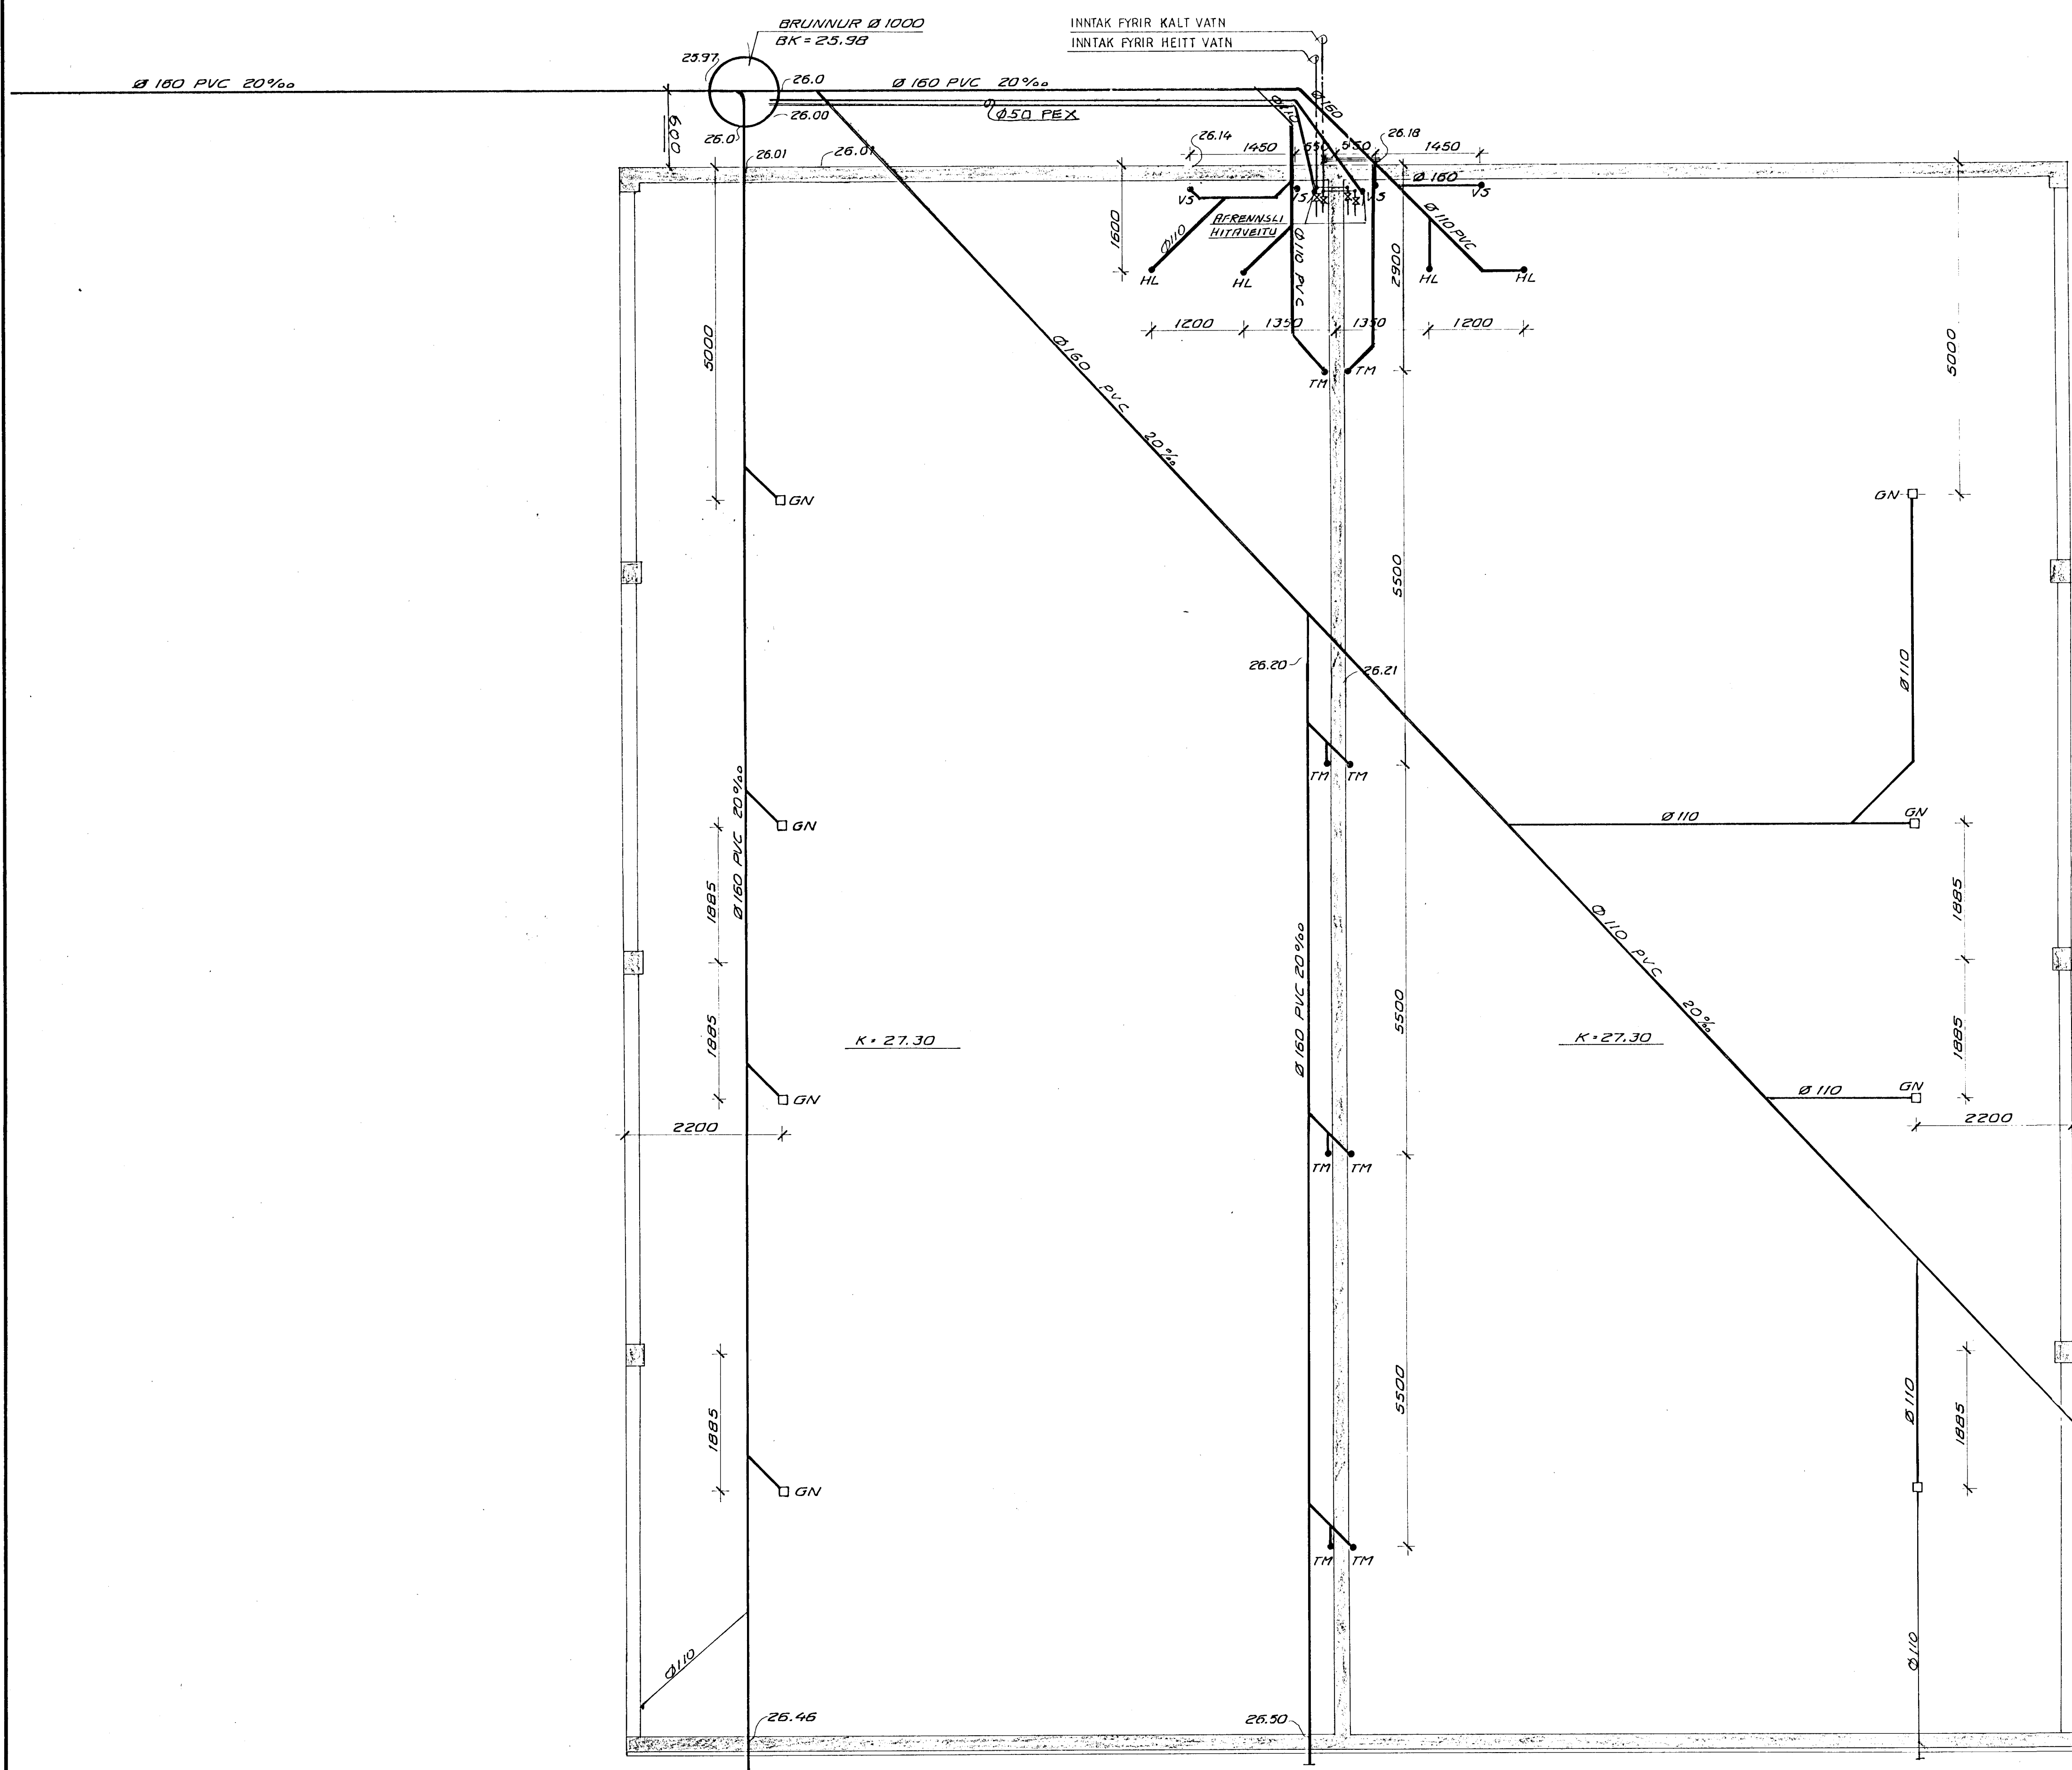 BRUNNUR Ø 1000
BK = 25.98
INNTAK FYRIR KALT VATN
INNTAK FYRIR HEITT VATN
25.97
Ø 160 PVC 20‰
26.0
Ø 160 PVC 20‰
Ø110
Ø 160
26.00
Ø50 PEX
600
26.0
26.01
26.01
26.14
1450
550
550
26.18
1450
Ø 160
VS
VS
VS
VS
1600
Ø110
AFRENNSLI
HITAVEITU
Ø110 PVC
Ø 110 PVC
2900
HL
HL
HL
HL
1200
1350
1350
1200
5000
5000
Ø160 PVC 20‰
TM
TM
GN
GN
5500
26.20
26.21
Ø 110
TM
TM
Ø 160 PVC 20‰
GN
Ø 110
GN
1885
1885
Ø 110 PVC 20‰
Ø 160 PVC 20‰
5500
1885
1885
K = 27.30
K = 27.30
GN
Ø 110
GN
2200
2200
TM
TM
5500
1885
Ø 110
1885
GN
TM
TM
Ø110
Ø110
26.46
26.50